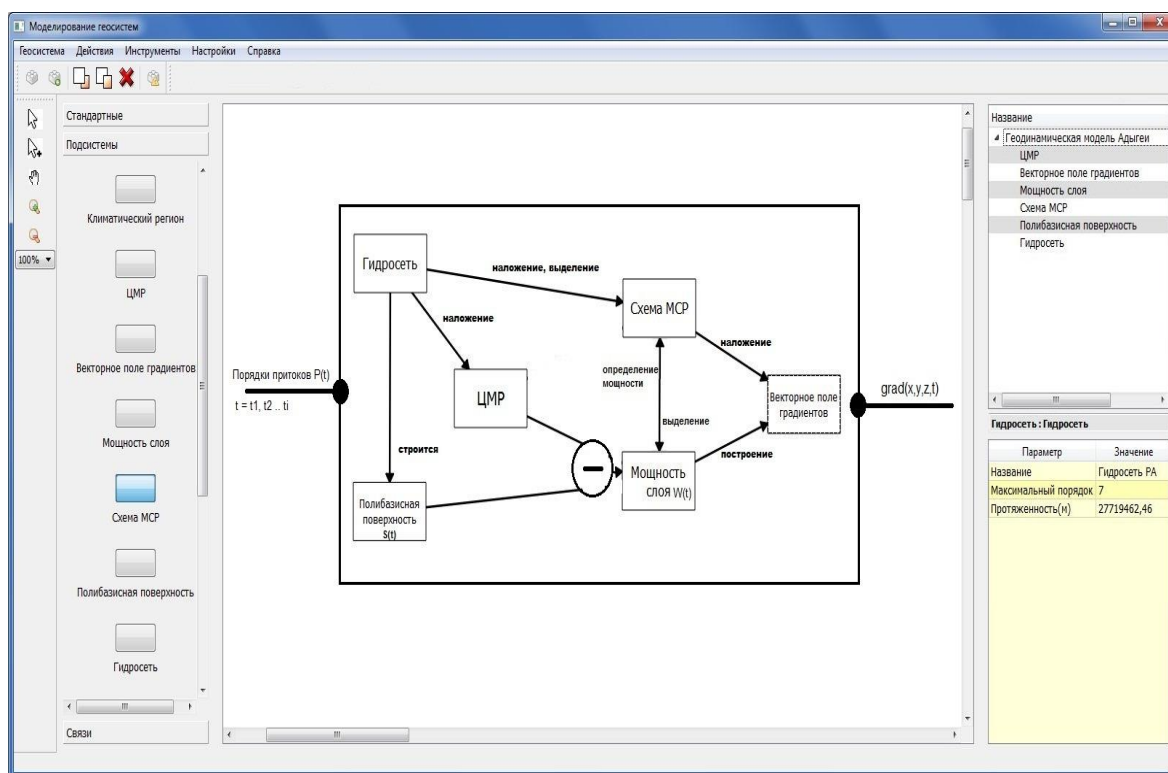 Моделирование геосистем
Геосистема Действия Инструменты Настройки Справка
100%
Стандартные
Подсистемы
Климатический регион
ЦМР
Векторное поле градиентов
Мощность слоя
Схема МСР
Полибазисная поверхность
Гидросеть
Связи
Порядки притоков P(t)
t = t1, t2 .. ti
Гидросеть
наложение, выделение
наложение
строится
ЦМР
Полибазисная
поверхность
S(t)
Схема МСР
определение
мощности
выделение
Мощность
слоя W(t)
наложение
построение
Векторное поле
градиентов
grad(x,y,z,t)
Название
Геодинамическая модель Адыгеи
ЦМР
Векторное поле градиентов
Мощность слоя
Схема МСР
Полибазисная поверхность
Гидросеть
Гидросеть : Гидросеть
Параметр Значение
Название Гидросеть РА
Максимальный порядок 7
Протяженность(м) 27719462,46